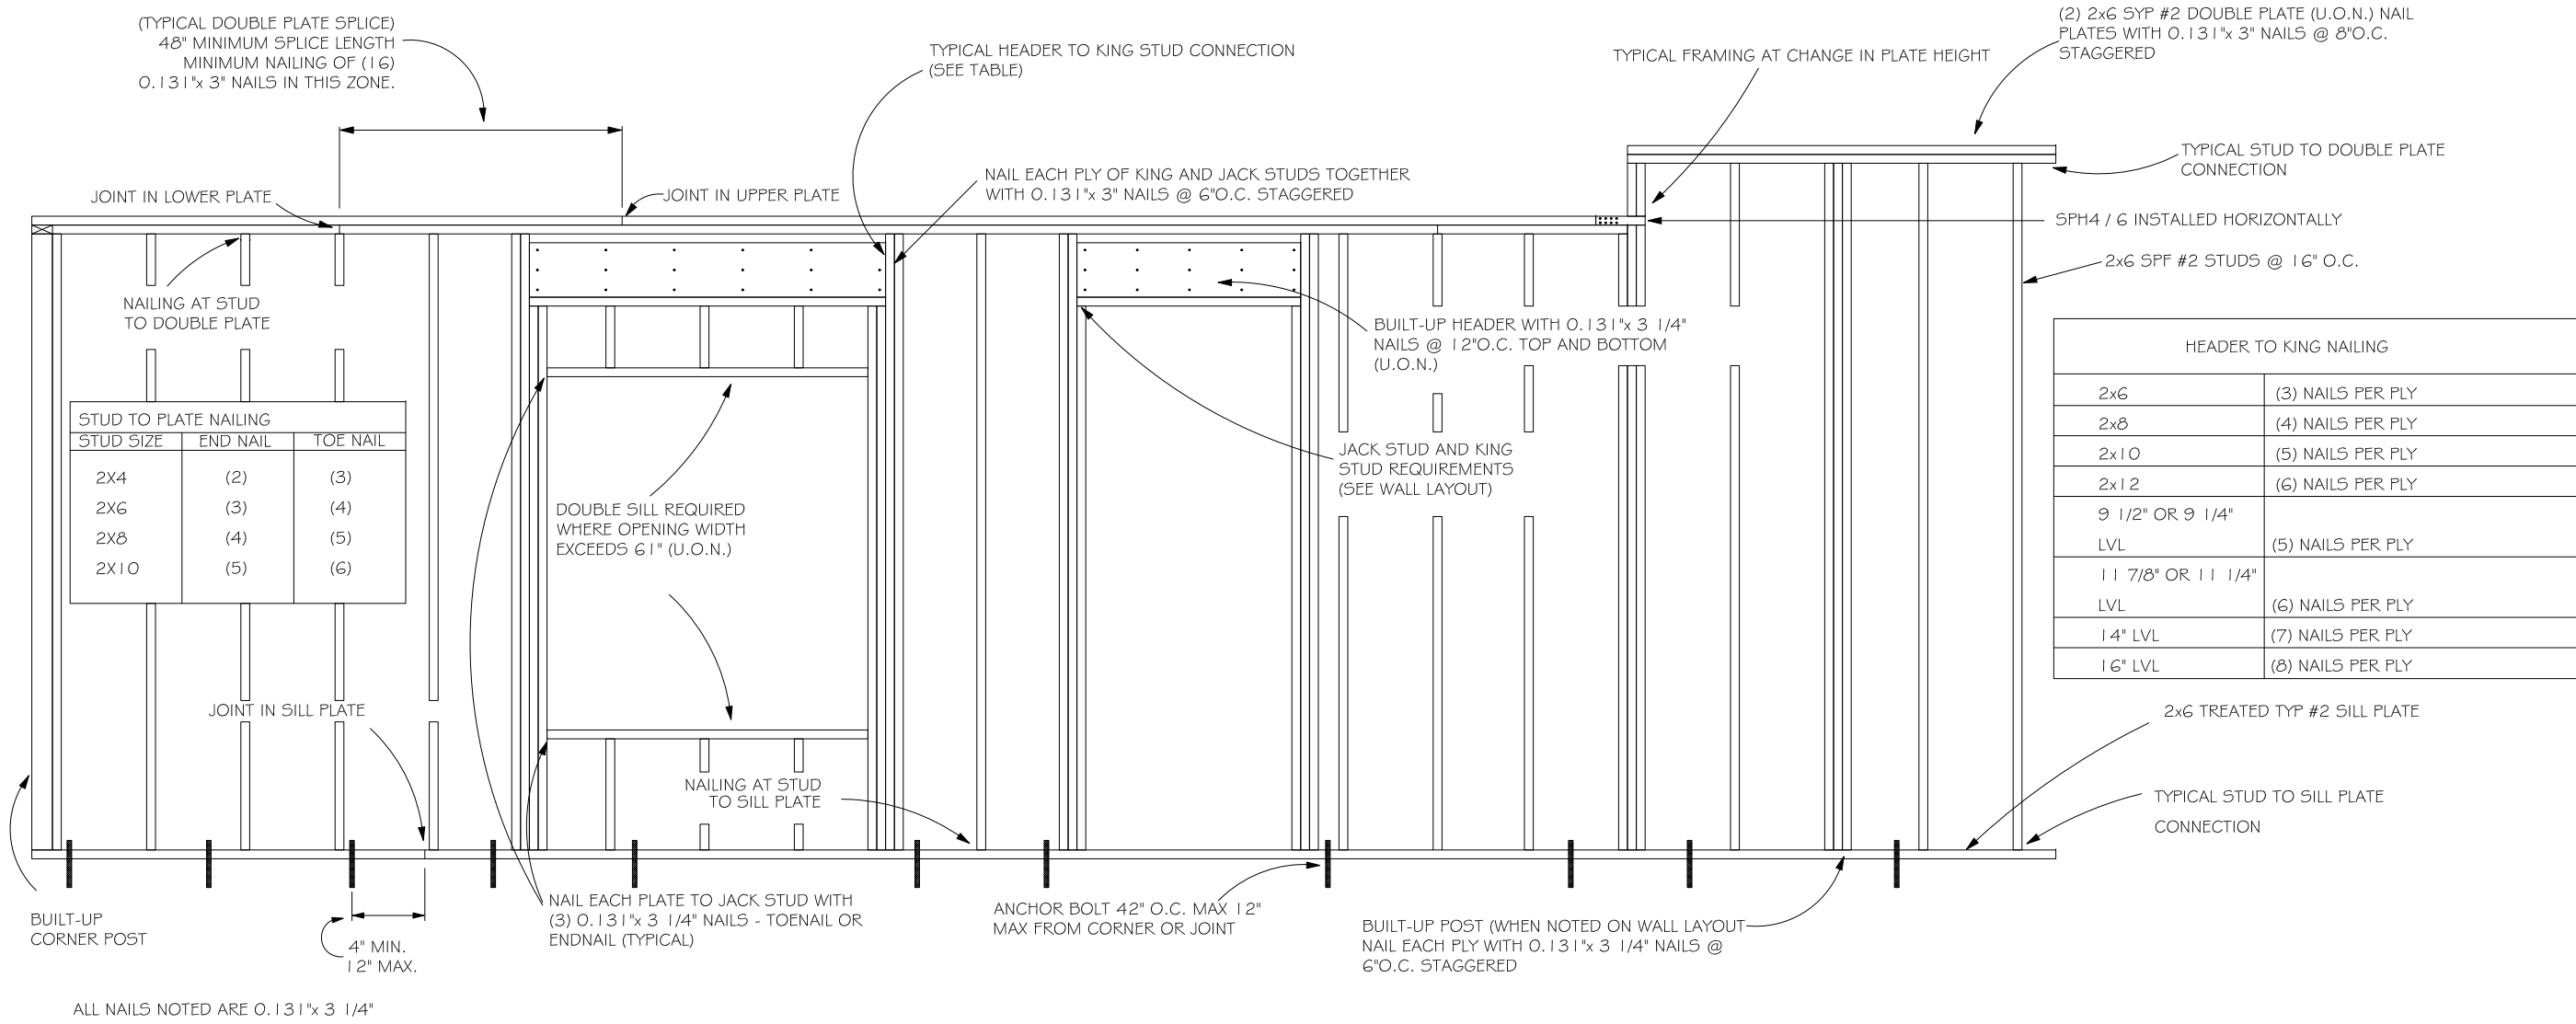 (TYPICAL DOUBLE PLATE SPLICE)
48" MINIMUM SPLICE LENGTH
MINIMUM NAILING OF (16)
0.131"x 3" NAILS IN THIS ZONE.
TYPICAL HEADER TO KING STUD CONNECTION
(SEE TABLE)
TYPICAL FRAMING AT CHANGE IN PLATE HEIGHT
(2) 2x6 SYP #2 DOUBLE PLATE (U.O.N.) NAIL
PLATES WITH 0.131"x 3" NAILS @ 8"O.C.
STAGGERED
JOINT IN LOWER PLATE
JOINT IN UPPER PLATE
NAIL EACH PLY OF KING AND JACK STUDS TOGETHER
WITH 0.131"x 3" NAILS @ 6"O.C. STAGGERED
TYPICAL STUD TO DOUBLE PLATE
CONNECTION
SPH4 / 6 INSTALLED HORIZONTALLY
2x6 SPF #2 STUDS @ 16" O.C.
NAILING AT STUD
TO DOUBLE PLATE
BUILT-UP HEADER WITH 0.131"x 3 1/4"
NAILS @ 12"O.C. TOP AND BOTTOM
(U.O.N.)
HEADER TO KING NAILING
2x6 (3) NAILS PER PLY
2x8 (4) NAILS PER PLY
2x10 (5) NAILS PER PLY
2x12 (6) NAILS PER PLY
9 1/2" OR 9 1/4"
LVL (5) NAILS PER PLY
11 7/8" OR 11 1/4"
LVL (6) NAILS PER PLY
14" LVL (7) NAILS PER PLY
16" LVL (8) NAILS PER PLY
STUD TO PLATE NAILING
STUD SIZE END NAIL TOE NAIL
2X4 (2) (3)
2X6 (3) (4)
2X8 (4) (5)
2X10 (5) (6)
DOUBLE SILL REQUIRED
WHERE OPENING WIDTH
EXCEEDS 61" (U.O.N.)
JACK STUD AND KING
STUD REQUIREMENTS
(SEE WALL LAYOUT)
JOINT IN SILL PLATE
NAILING AT STUD
TO SILL PLATE
2x6 TREATED TYP #2 SILL PLATE
TYPICAL STUD TO SILL PLATE
CONNECTION
BUILT-UP
CORNER POST
4" MIN.
12" MAX.
NAIL EACH PLATE TO JACK STUD WITH
(3) 0.131"x 3 1/4" NAILS - TOENAIL OR
ENDNAIL (TYPICAL)
ANCHOR BOLT 42" O.C. MAX 12"
MAX FROM CORNER OR JOINT
BUILT-UP POST (WHEN NOTED ON WALL LAYOUT
NAIL EACH PLY WITH 0.131"x 3 1/4" NAILS @
6"O.C. STAGGERED
ALL NAILS NOTED ARE 0.131"x 3 1/4"